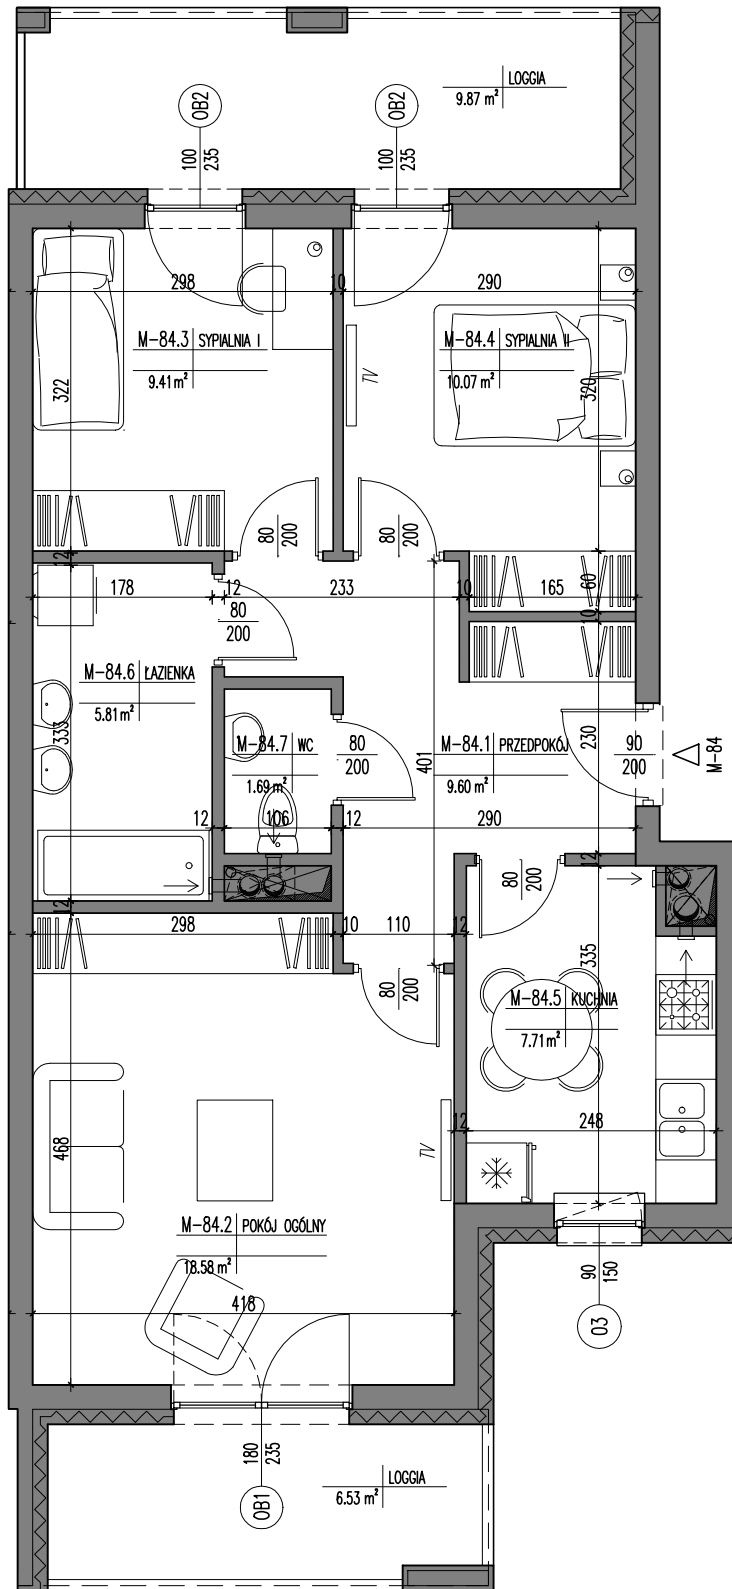 LOGGIA
9.87 m²
OB2
OB2
100
235
100
235
298
10
290
M-84.3 SYPIALNIA I
9.41 m²
M-84.4 SYPIALNIA II
10.07 m²
TV
322
320
80
200
80
200
12
178
12
233
10
165
60
10
80
200
M-84.6 ŁAZIENKA
5.81 m²
333
M-84.7 WC
1.69 m²
80
200
401
M-84.1 PRZEDPOKÓJ
9.60 m²
230
90
200
M-84
12
106
12
290
12
80
200
12
298
10
110
12
335
80
200
M-84.5 KUCHNIA
7.71 m²
468
12
248
TV
M-84.2 POKÓJ OGÓLNY
18.58 m²
418
90
150
O3
180
235
OB1
LOGGIA
6.53 m²